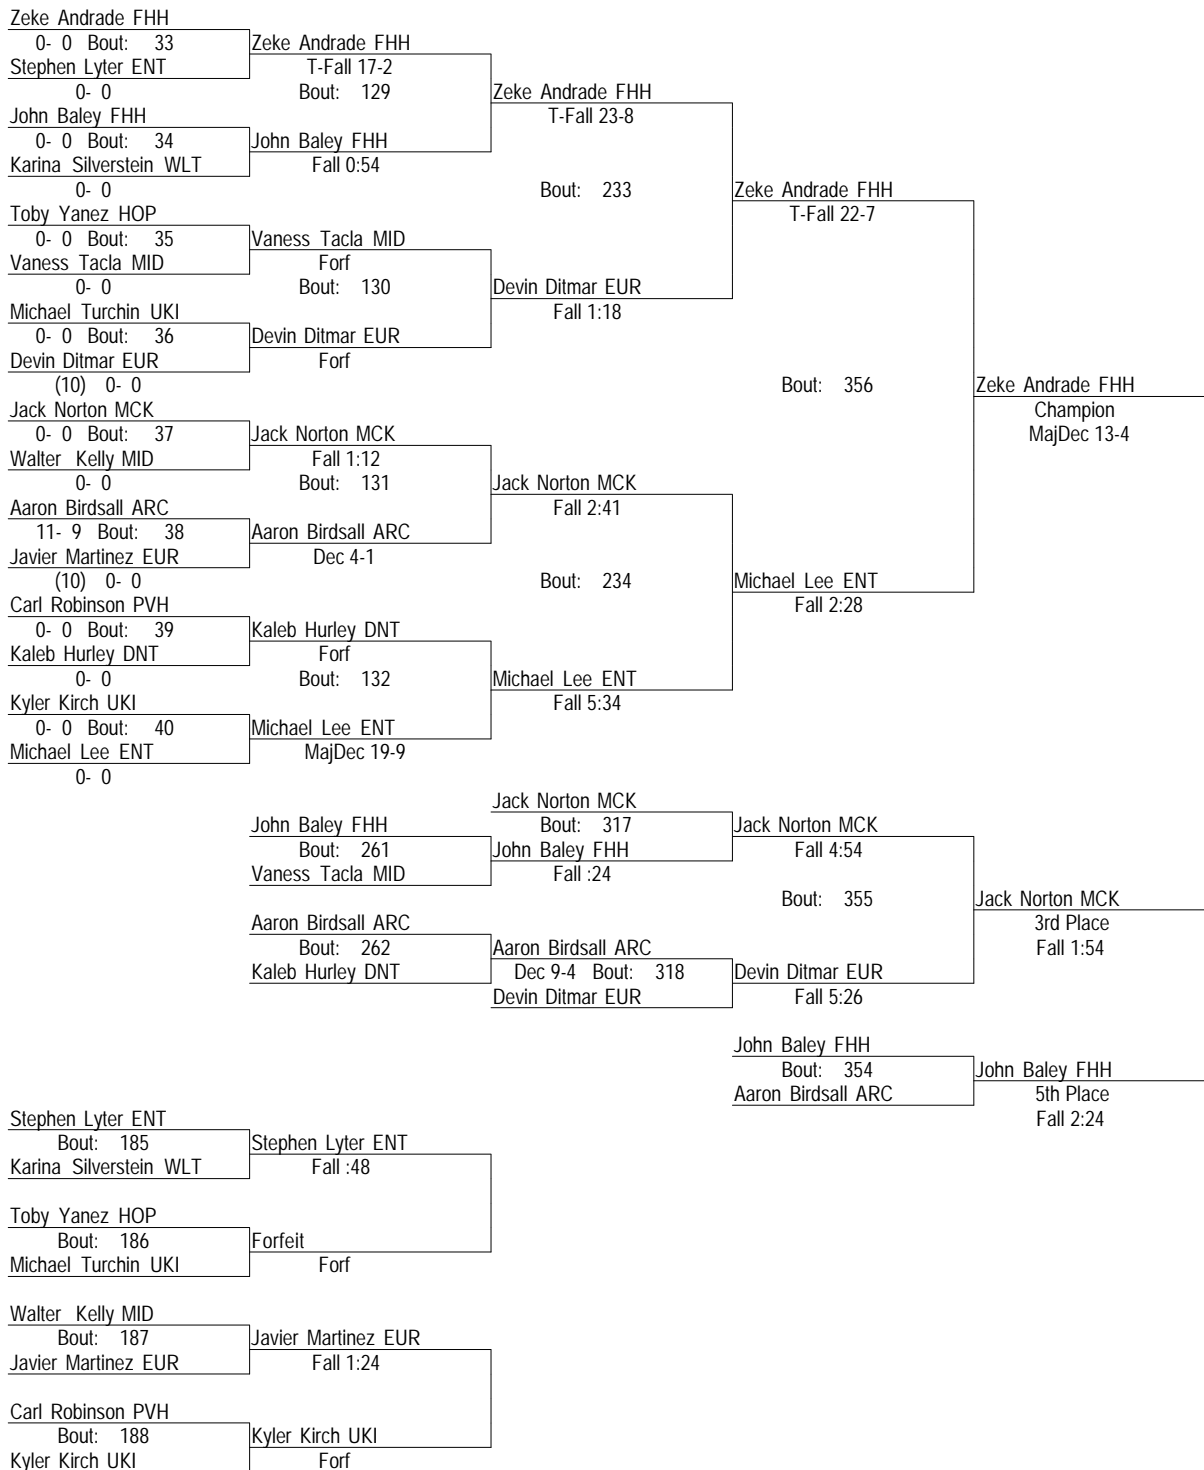 Zeke Andrade FHH
0- 0 Bout: 33
Zeke Andrade FHH
Stephen Lyter ENT
T-Fall 17-2
0- 0
Bout: 129
Zeke Andrade FHH
John Baley FHH
T-Fall 23-8
0- 0 Bout: 34
John Baley FHH
Karina Silverstein WLT
Fall 0:54
0- 0
Bout: 233
Zeke Andrade FHH
Toby Yanez HOP
T-Fall 22-7
0- 0 Bout: 35
Vaness Tacla MID
Vaness Tacla MID
Forf
0- 0
Bout: 130
Devin Ditmar EUR
Michael Turchin UKI
Fall 1:18
0- 0 Bout: 36
Devin Ditmar EUR
Devin Ditmar EUR
Forf
(10) 0- 0
Bout: 356
Zeke Andrade FHH
Jack Norton MCK
Champion
0- 0 Bout: 37
Jack Norton MCK
MajDec 13-4
Walter Kelly MID
Fall 1:12
0- 0
Bout: 131
Jack Norton MCK
Aaron Birdsall ARC
Fall 2:41
11- 9 Bout: 38
Aaron Birdsall ARC
Javier Martinez EUR
Dec 4-1
(10) 0- 0
Bout: 234
Michael Lee ENT
Carl Robinson PVH
Fall 2:28
0- 0 Bout: 39
Kaleb Hurley DNT
Kaleb Hurley DNT
Forf
0- 0
Bout: 132
Michael Lee ENT
Kyler Kirch UKI
Fall 5:34
0- 0 Bout: 40
Michael Lee ENT
Michael Lee ENT
MajDec 19-9
0- 0
Jack Norton MCK
John Baley FHH
Bout: 317
Jack Norton MCK
Bout: 261
John Baley FHH
Fall 4:54
Vaness Tacla MID
Fall :24
Bout: 355
Jack Norton MCK
Aaron Birdsall ARC
3rd Place
Bout: 262
Aaron Birdsall ARC
Fall 1:54
Kaleb Hurley DNT
Dec 9-4 Bout: 318
Devin Ditmar EUR
Devin Ditmar EUR
Fall 5:26
John Baley FHH
Bout: 354
John Baley FHH
Aaron Birdsall ARC
5th Place
Stephen Lyter ENT
Fall 2:24
Bout: 185
Stephen Lyter ENT
Karina Silverstein WLT
Fall :48
Toby Yanez HOP
Bout: 186
Forfeit
Michael Turchin UKI
Forf
Walter Kelly MID
Bout: 187
Javier Martinez EUR
Javier Martinez EUR
Fall 1:24
Carl Robinson PVH
Bout: 188
Kyler Kirch UKI
Kyler Kirch UKI
Forf